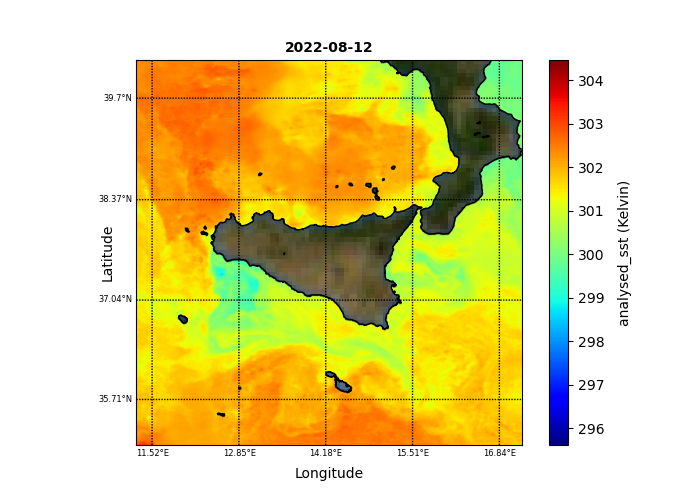 2022-08-12
39.7°N
38.37°N
37.04°N
35.71°N
Latitude
11.52°E 12.85°E 14.18°E 15.51°E 16.84°E
Longitude
304
303
302
301
300
299
298
297
296
analysed_sst (Kelvin)